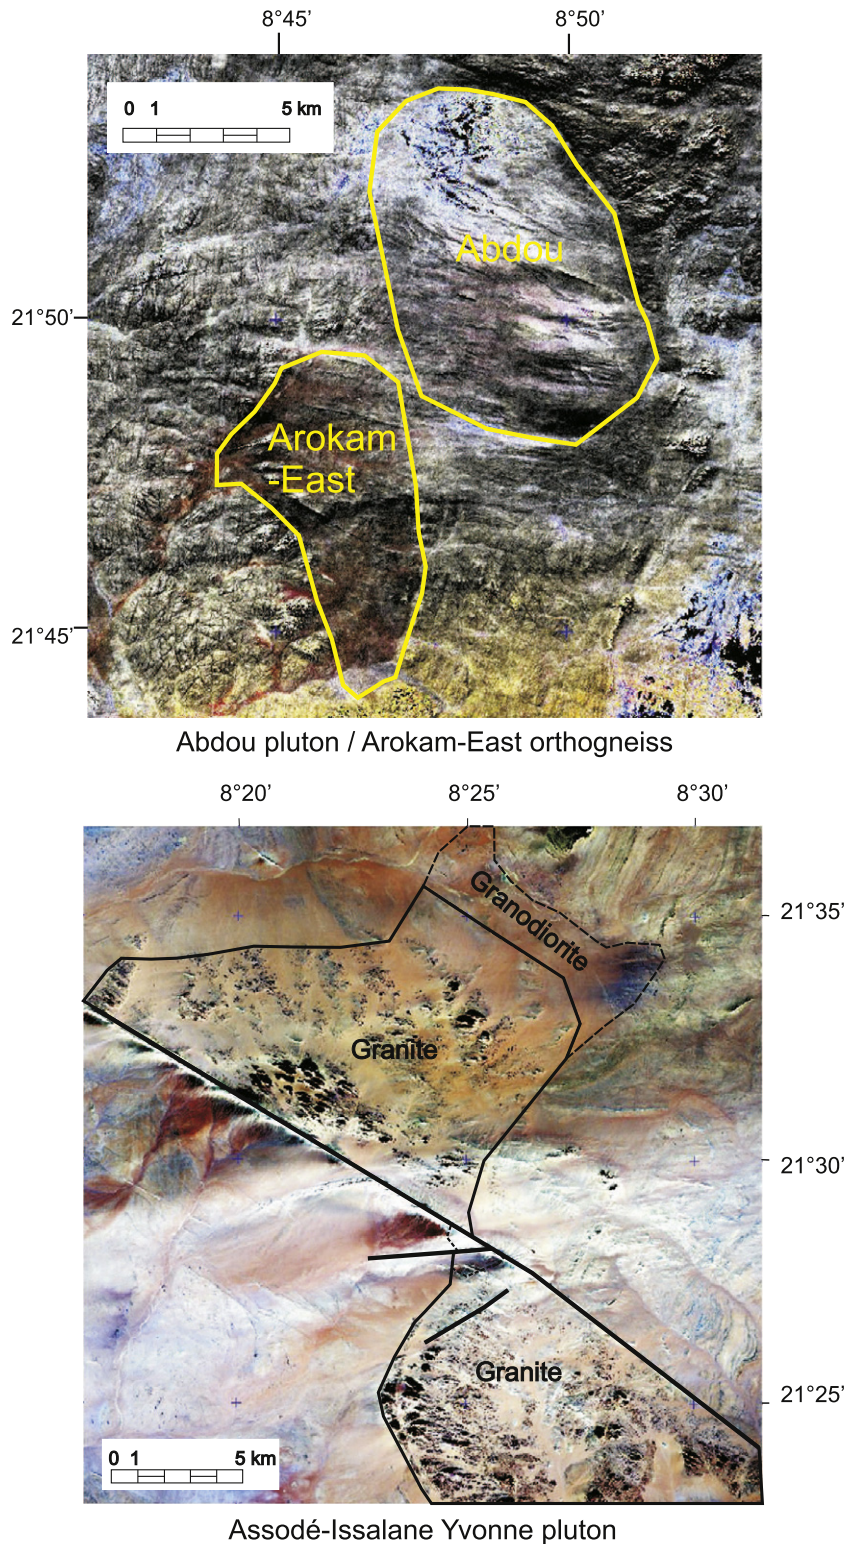 8°45’ 8°50’
0 1 5 km
Abdou
21°50’
Arokam
-East
21°45’
Abdou pluton / Arokam-East orthogneiss
8°20’ 8°25’ 8°30’
Granodiorite
21°35’
Granite
21°30’
Granite
21°25’
0 1 5 km
Assodé-Issalane Yvonne pluton